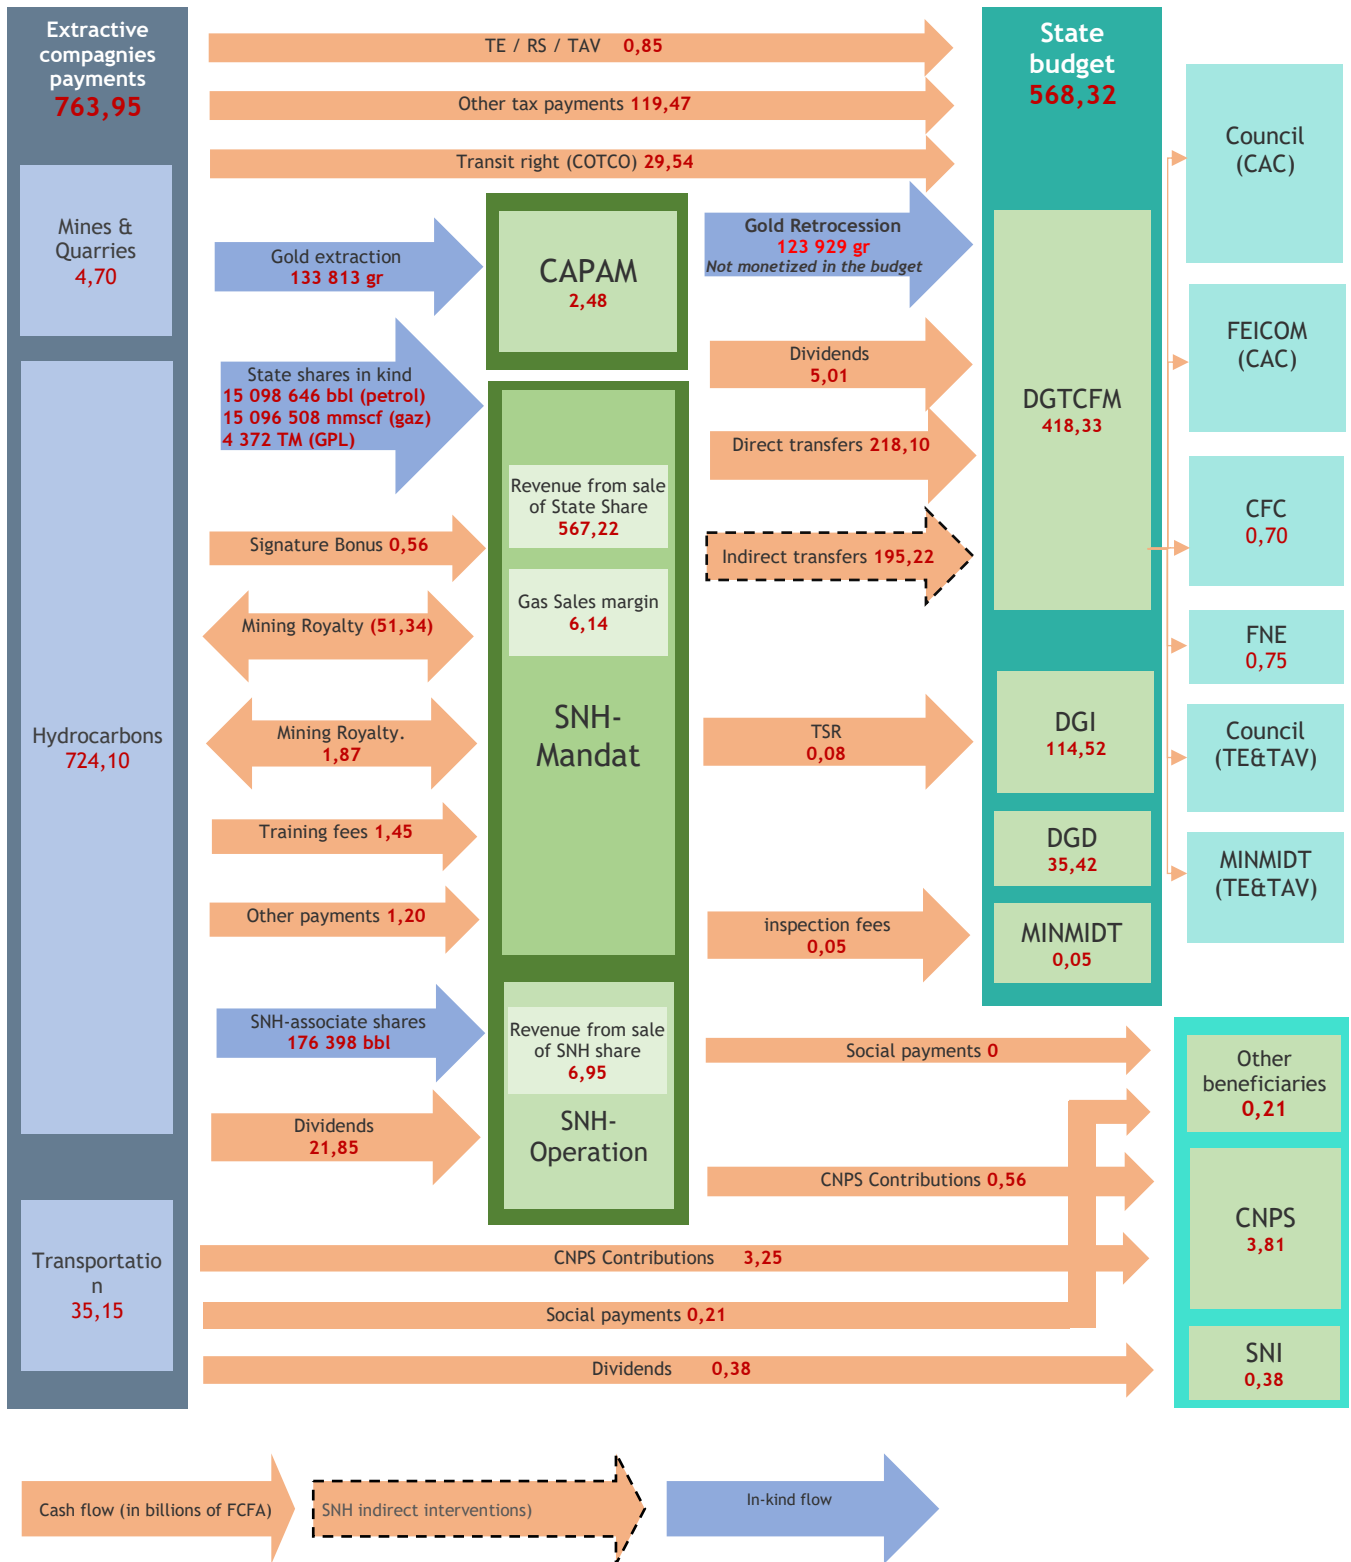 Extractive
compagnies
payments
763,95
Mines &
Quarries
4,70
Hydrocarbons
724,10
Transportatio
n
35,15
TE / RS / TAV 0,85
Other tax payments 119,47
Transit right (COTCO) 29,54
Gold extraction
133 813 gr
State shares in kind
15 098 646 bbl (petrol)
15 096 508 mmscf (gaz)
4 372 TM (GPL)
Signature Bonus 0,56
Mining Royalty (51,34)
Mining Royalty.
1,87
Training fees 1,45
Other payments 1,20
SNH-associate shares
176 398 bbl
Dividends
21,85
CAPAM
2,48
Revenue from sale
of State Share
567,22
Gas Sales margin
6,14
SNH-
Mandat
Revenue from sale
of SNH share
6,95
SNH-
Operation
Gold Retrocession
123 929 gr
Not monetized in the budget
Dividends
5,01
Direct transfers 218,10
Indirect transfers 195,22
TSR
0,08
inspection fees
0,05
Social payments 0
CNPS Contributions 0,56
CNPS Contributions 3,25
Social payments 0,21
Dividends 0,38
State
budget
568,32
DGTCFM
418,33
DGI
114,52
DGD
35,42
MINMIDT
0,05
Council
(CAC)
FEICOM
(CAC)
CFC
0,70
FNE
0,75
Council
(TE&TAV)
MINMIDT
(TE&TAV)
Other
beneficiaries
0,21
CNPS
3,81
SNI
0,38
Cash flow (in billions of FCFA)
SNH indirect interventions)
In-kind flow